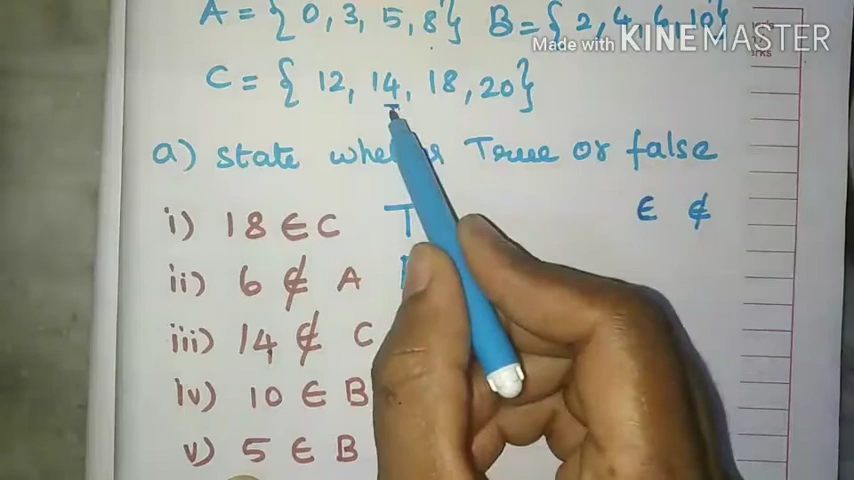 A = { 0, 3, 5, 8 } B = { 2, 4, 6, 10 }
Made with KINEMASTER
C = { 12, 14, 18, 20 }
a) state True or false
i) 18 ∈ C T ∈ ∉
ii) 6 ∉ A
iii) 14 ∉ C
iv) 10 ∈ B
v) 5 ∈ B